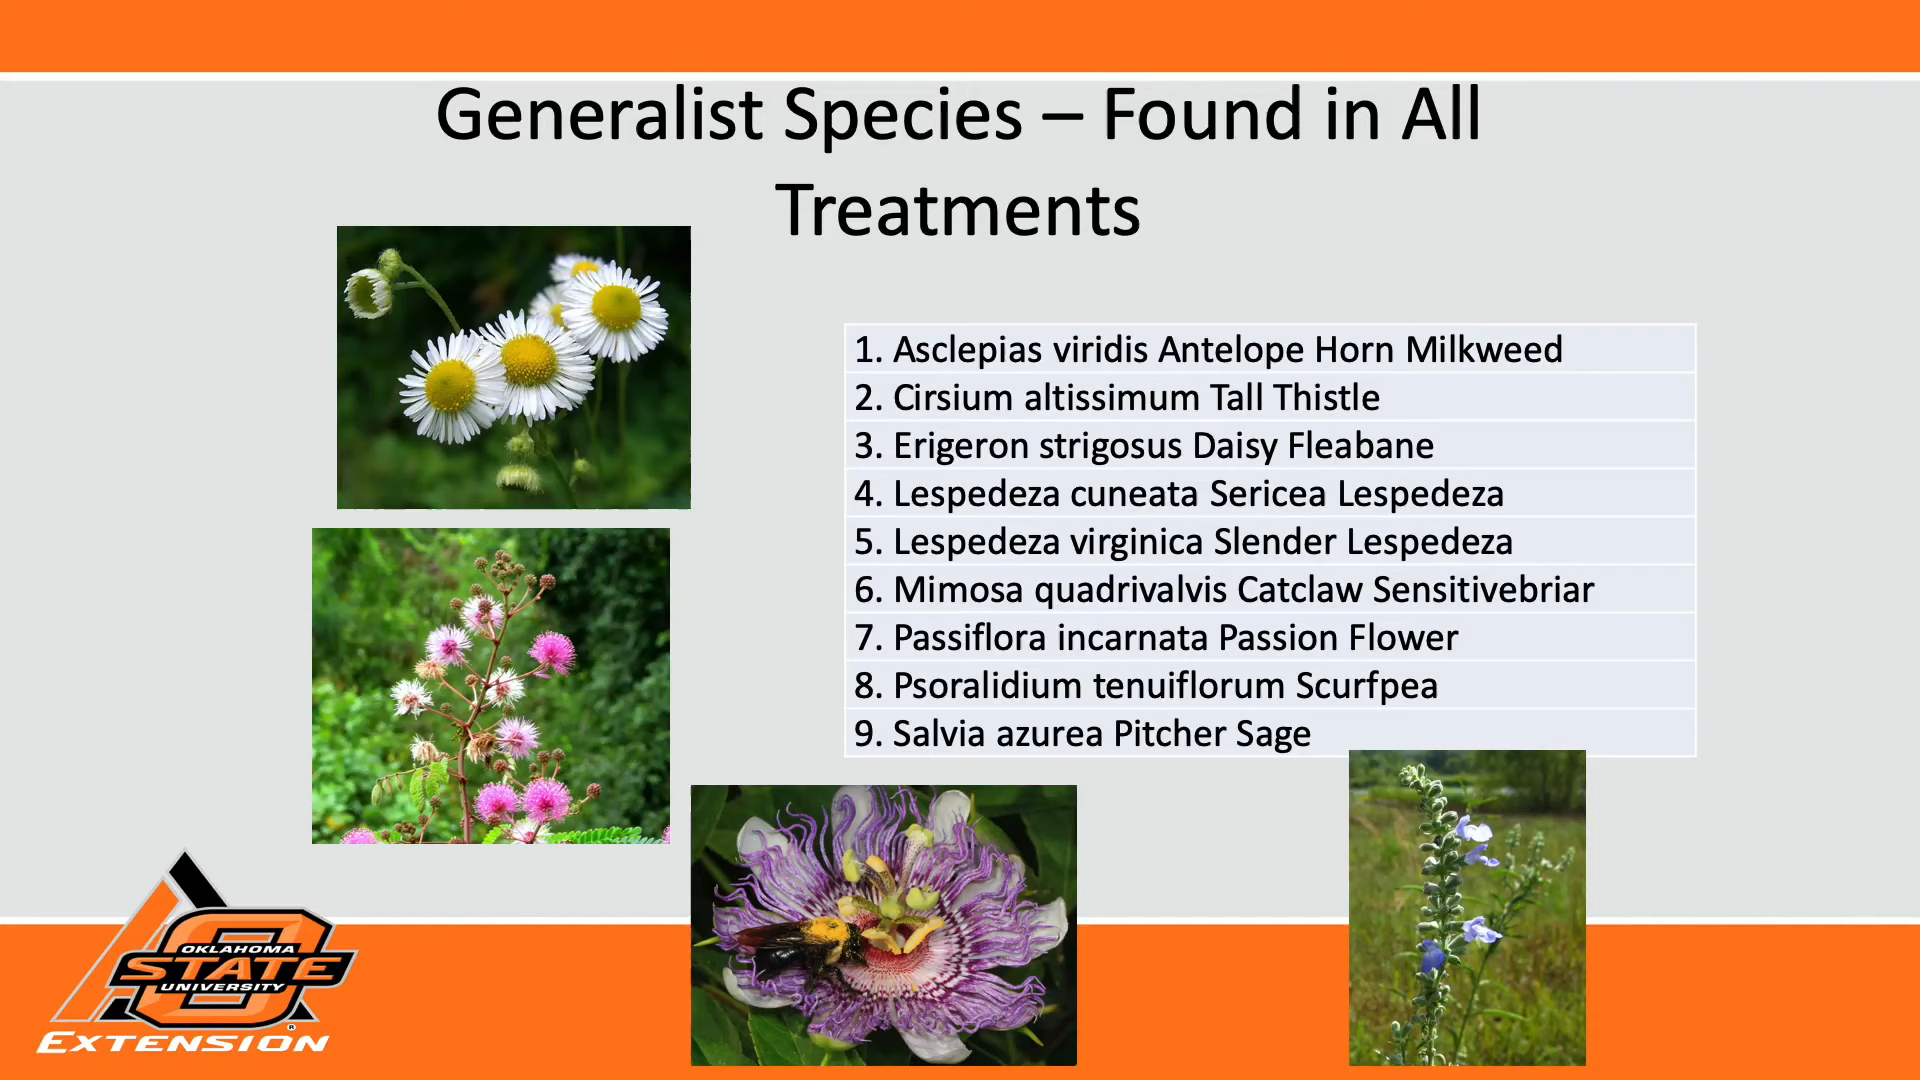 Generalist Species – Found in All
Treatments
1. Asclepias viridis Antelope Horn Milkweed
2. Cirsium altissimum Tall Thistle
3. Erigeron strigosus Daisy Fleabane
4. Lespedeza cuneata Sericea Lespedeza
5. Lespedeza virginica Slender Lespedeza
6. Mimosa quadrivalvis Catclaw Sensitivebriar
7. Passiflora incarnata Passion Flower
8. Psoralidium tenuiflorum Scurfpea
9. Salvia azurea Pitcher Sage
OKLAHOMA
STATE
UNIVERSITY
®
EXTENSION